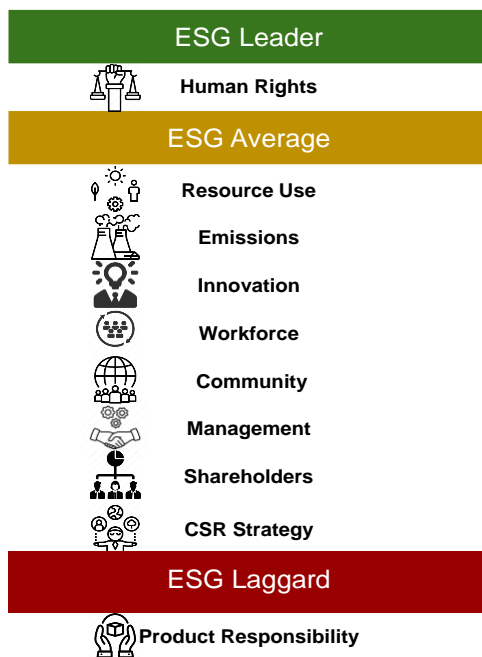 ESG Leader
Human Rights
ESG Average
Resource Use
Emissions
Innovation
Workforce
Community
Management
Shareholders
CSR Strategy
ESG Laggard
Product Responsibility